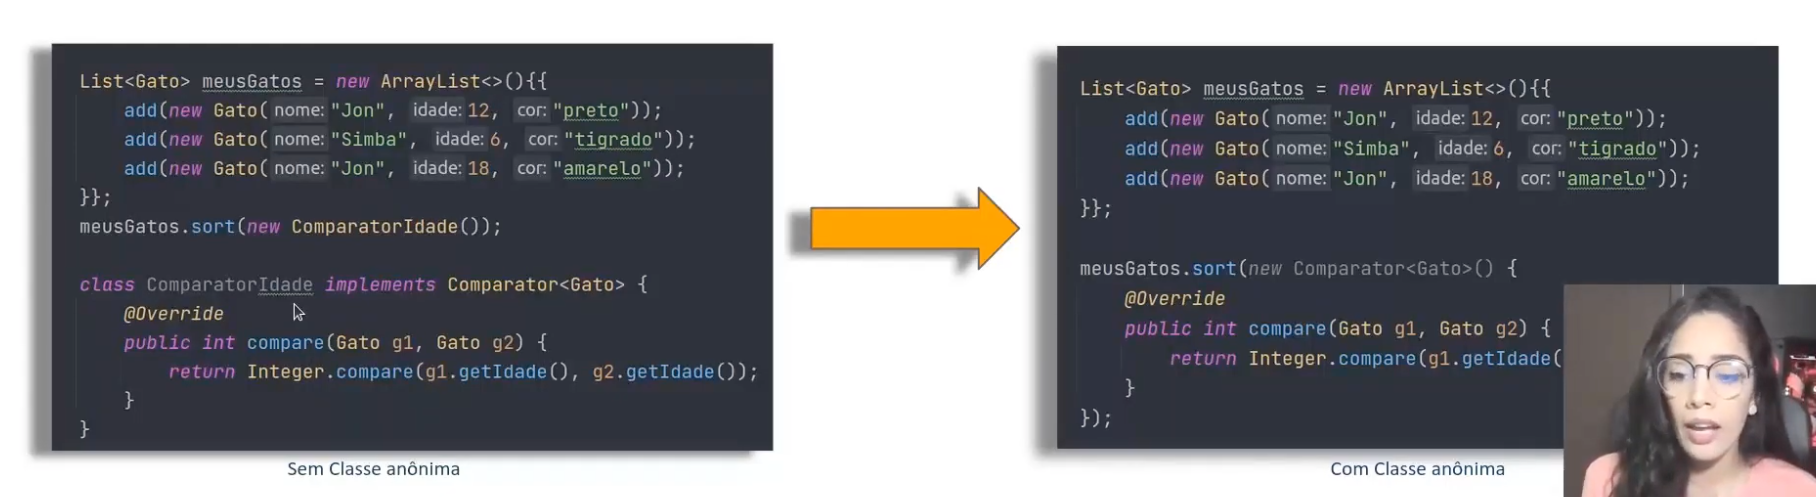 List<Gato> meusGatos = new ArrayList<>(){{
add(new Gato( nome: "Jon", idade: 12, cor: "preto"));
add(new Gato( nome: "Simba", idade: 6, cor: "tigrado"));
add(new Gato( nome: "Jon", idade: 18, cor: "amarelo"));
}};
meusGatos.sort(new ComparatorIdade());
class ComparatorIdade implements Comparator<Gato> {
@Override
public int compare(Gato g1, Gato g2) {
return Integer.compare(g1.getIdade(), g2.getIdade());
}
}
Sem Classe anônima
List<Gato> meusGatos = new ArrayList<>(){{
add(new Gato( nome: "Jon", idade: 12, cor: "preto"));
add(new Gato( nome: "Simba", idade: 6, cor: "tigrado"));
add(new Gato( nome: "Jon", idade: 18, cor: "amarelo"));
}};
meusGatos.sort(new Comparator<Gato>() {
@Override
public int compare(Gato g1, Gato g2) {
return Integer.compare(g1.getIdade(
}
});
Com Classe anônima